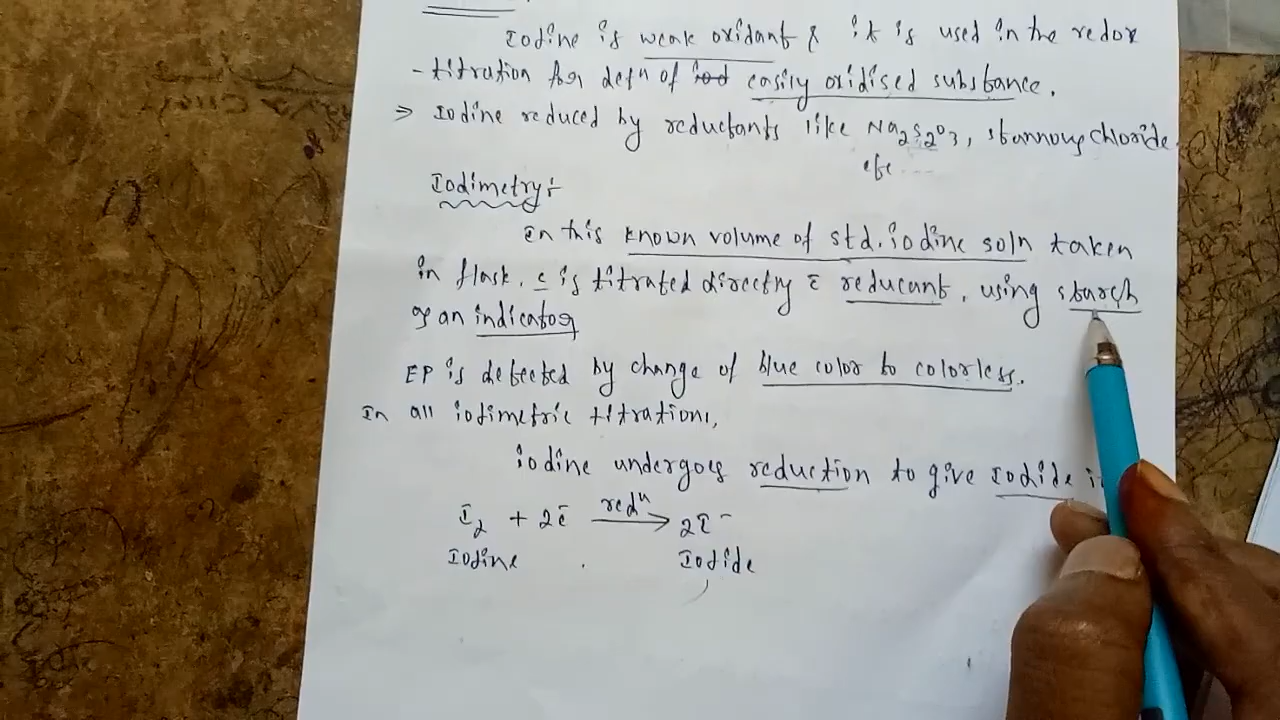 Iodine is weak oxidant & it is used in the redox
- titration for detn of iod easily oxidised substance.
⇒ Iodine reduced by reductants like Na2S2O3, stannous chloride
etc ....
Iodimetry:-
In this known volume of std. iodine soln taken
in flask. c is titrated directly c̄ reducant, using starch
as an indicator
EP is detected by change of blue color to colorless.
In all iodimetric titrations,
iodine undergoes reduction to give Iodide
I2 + 2ē redn → 2I-
Iodine Iodide